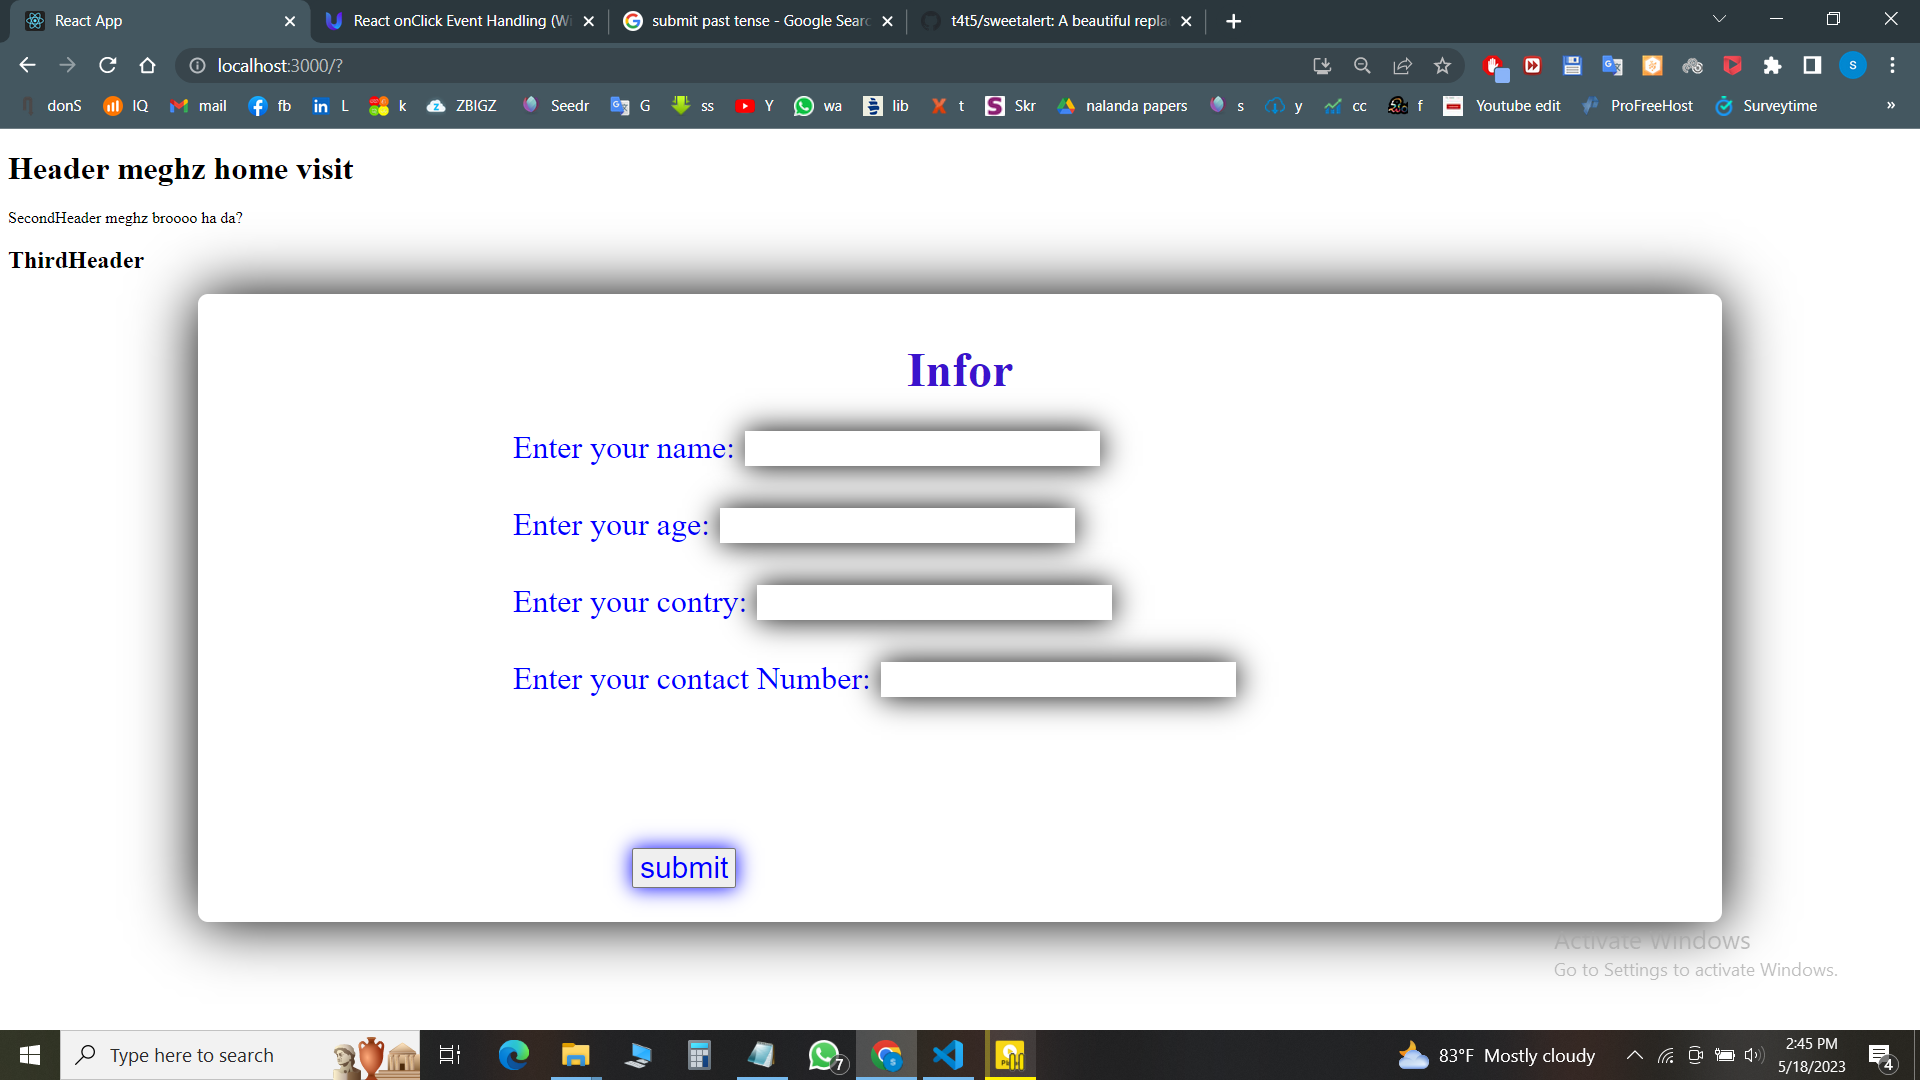 React App
React onClick Event Handling (Wi
submit past tense - Google Searc
t4t5/sweetalert: A beautiful repla
localhost:3000/?
S
donS IQ mail fb L k ZBIGZ Seedr G ss Y wa lib t Skr nalanda papers s y cc f Youtube edit ProFreeHost Surveytime »
Header meghz home visit
SecondHeader meghz broooo ha da?
ThirdHeader
Infor
Enter your name:
Enter your age:
Enter your contry:
Enter your contact Number:
submit
Activate Windows
Go to Settings to activate Windows.
Type here to search
7
83°F Mostly cloudy
2:45 PM
5/18/2023
4